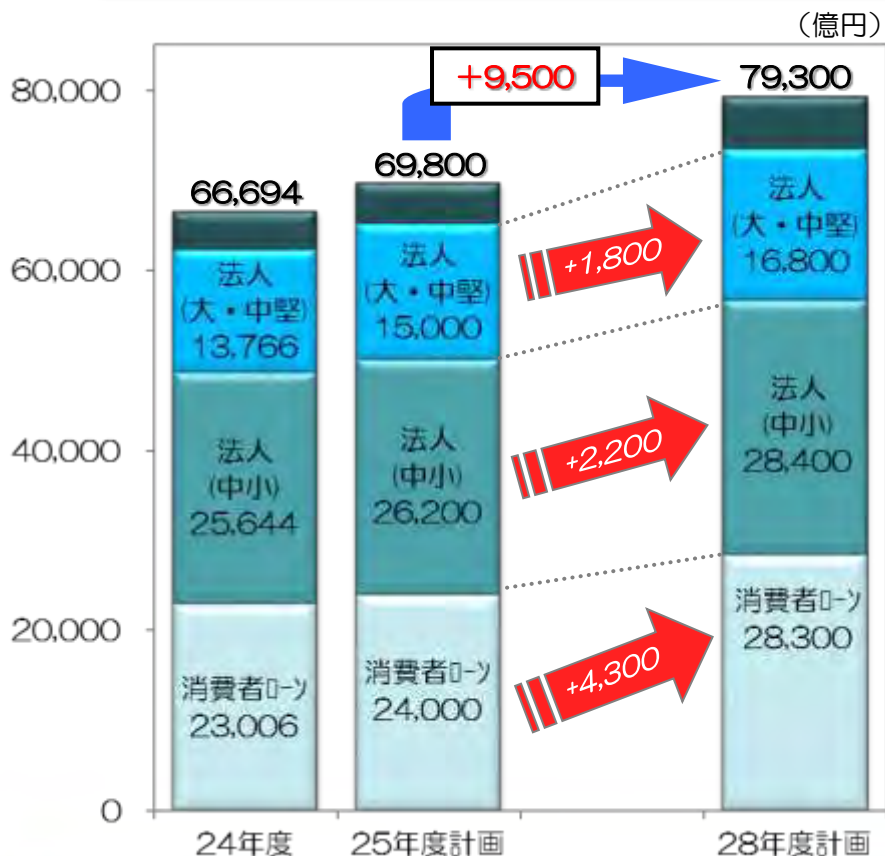 （億円）
80,000
60,000
40,000
20,000
0
＋9,500
66,694
法人
(大・中堅)
13,766
法人
(中小)
25,644
消費者ﾛｰﾝ
23,006
24年度
69,800
法人
(大・中堅)
15,000
法人
(中小)
26,200
消費者ﾛｰﾝ
24,000
25年度計画
+1,800
+2,200
+4,300
79,300
法人
(大・中堅)
16,800
法人
(中小)
28,400
消費者ﾛｰﾝ
28,300
28年度計画